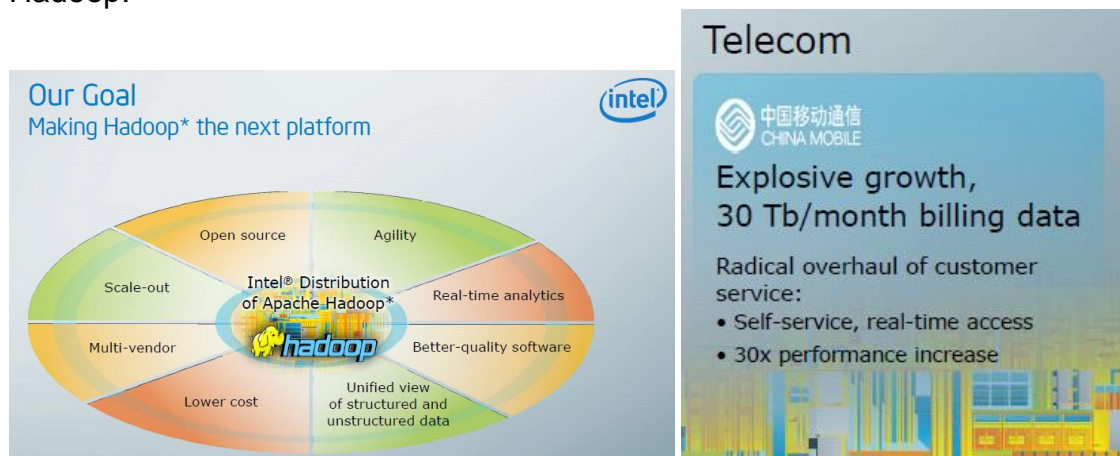 Hadoop.
Our Goal
Making Hadoop* the next platform
intel
Open source
Agility
Scale-out
Intel® Distribution
of Apache Hadoop*
Real-time analytics
hadoop
Multi-vendor
Better-quality software
Lower cost
Unified view
of structured and
unstructured data
Telecom
中国移动通信
CHINA MOBILE
Explosive growth,
30 Tb/month billing data
Radical overhaul of customer
service:
• Self-service, real-time access
• 30x performance increase